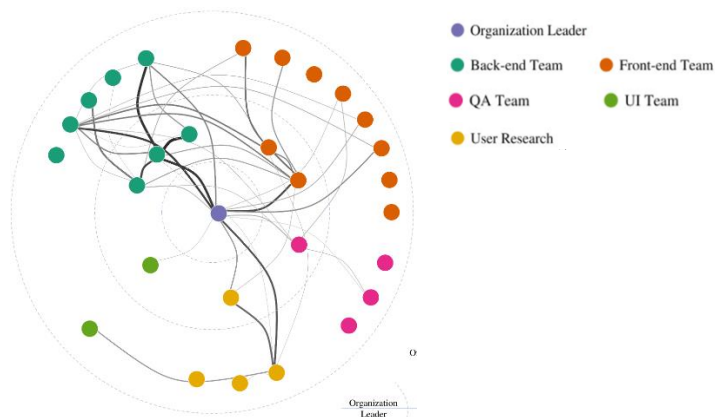 Organization Leader
Back-end Team
Front-end Team
QA Team
UI Team
User Research
Organization
Leader